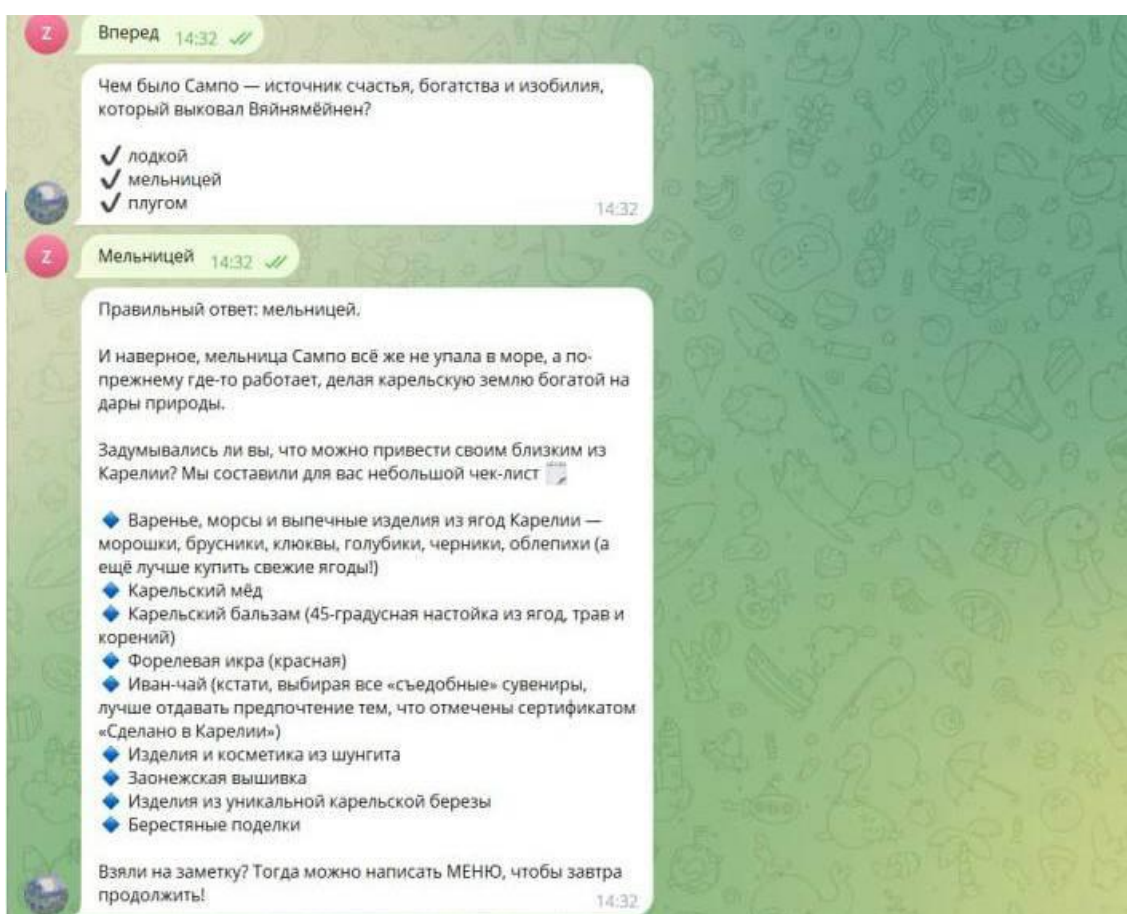 Z
Вперед 14:32
Чем было Сампо — источник счастья, богатства и изобилия,
который выковал Вяйнямёйнен?
лодкой
мельницей
плугом
14:32
Z
Мельницей 14:32
Правильный ответ: мельницей.
И наверное, мельница Сампо всё же не упала в море, а по-
прежнему где-то работает, делая карельскую землю богатой на
дары природы.
Задумывались ли вы, что можно привести своим близким из
Карелии? Мы составили для вас небольшой чек-лист
Варенье, морсы и выпечные изделия из ягод Карелии —
морошки, брусники, клюквы, голубики, черники, облепихи (а
ещё лучше купить свежие ягоды!)
Карельский мёд
Карельский бальзам (45-градусная настойка из ягод, трав и
корений)
Форелевая икра (красная)
Иван-чай (кстати, выбирая все «съедобные» сувениры,
лучше отдавать предпочтение тем, что отмечены сертификатом
«Сделано в Карелии»)
Изделия и косметика из шунгита
Заонежская вышивка
Изделия из уникальной карельской березы
Берестяные поделки
Взяли на заметку? Тогда можно написать МЕНЮ, чтобы завтра
продолжить!
14:32